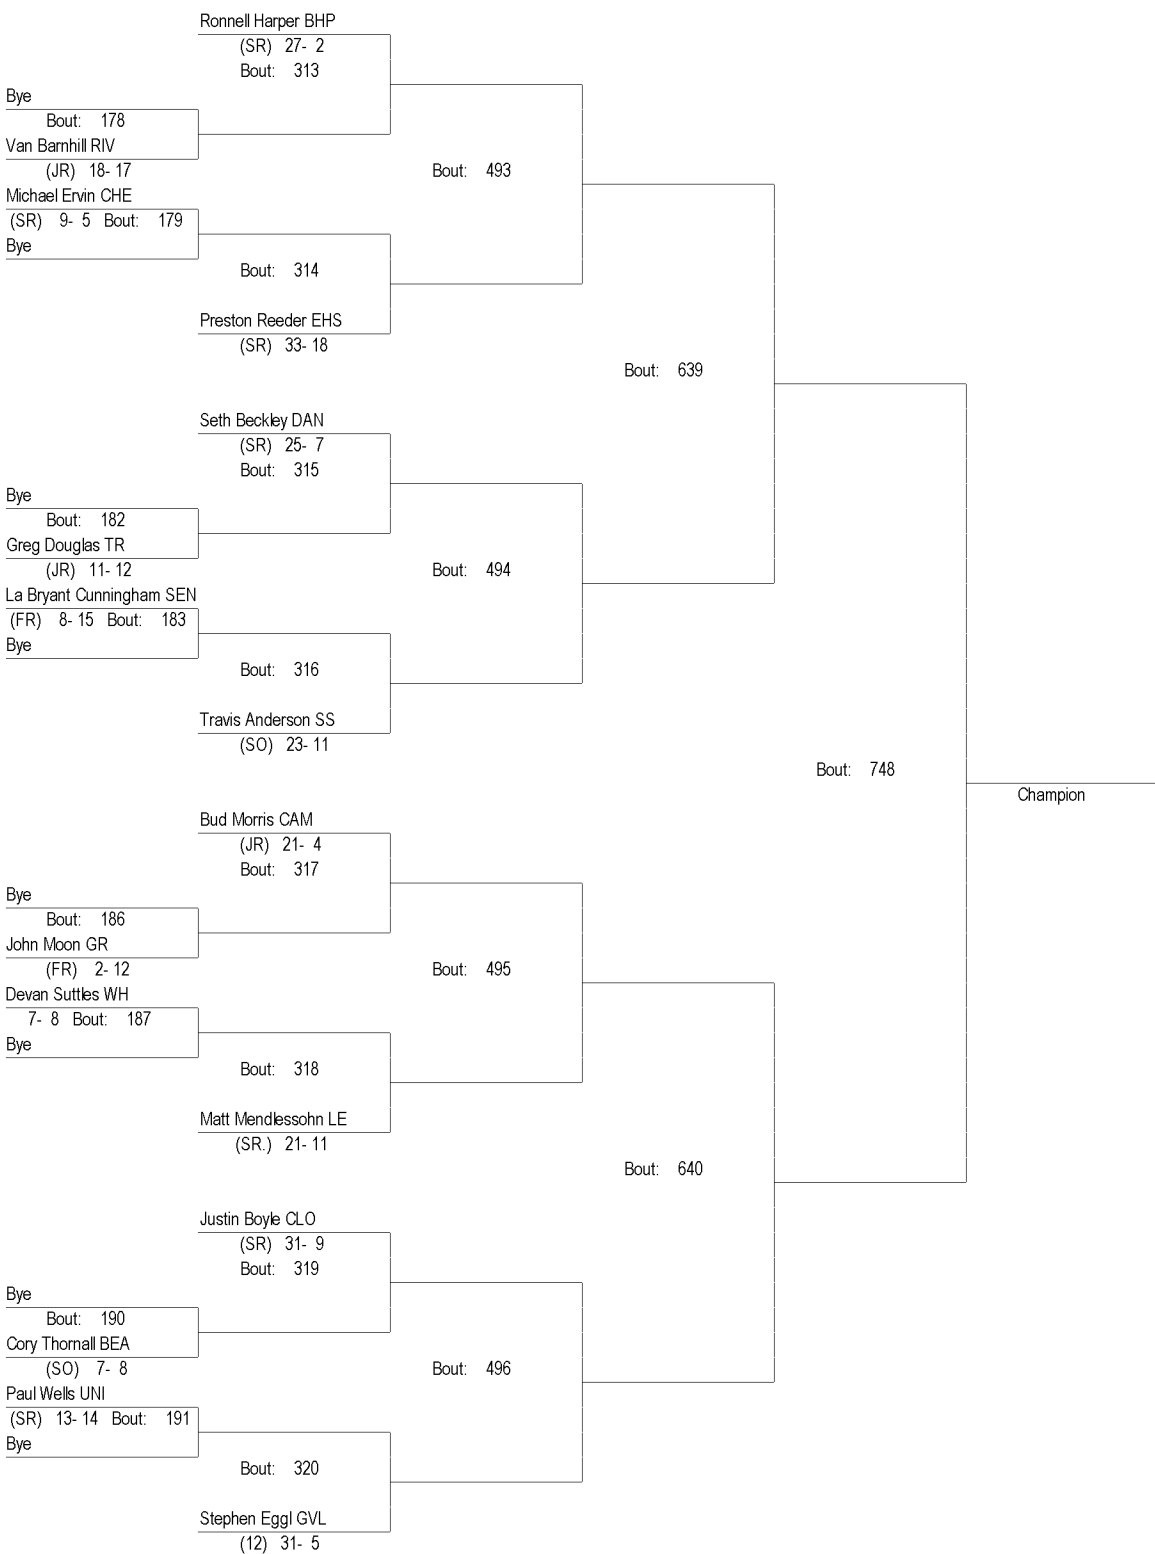 Ronnell Harper BHP
(SR) 27- 2
Bout: 313
Bye
Bout: 178
Van Barnhill RIV
(JR) 18- 17
Bout: 493
Michael Ervin CHE
(SR) 9- 5 Bout: 179
Bye
Bout: 314
Preston Reeder EHS
(SR) 33- 18
Bout: 639
Seth Beckley DAN
(SR) 25- 7
Bout: 315
Bye
Bout: 182
Greg Douglas TR
(JR) 11- 12
Bout: 494
La Bryant Cunningham SEN
(FR) 8- 15 Bout: 183
Bye
Bout: 316
Travis Anderson SS
(SO) 23- 11
Bout: 748
Champion
Bud Morris CAM
(JR) 21- 4
Bout: 317
Bye
Bout: 186
John Moon GR
(FR) 2- 12
Bout: 495
Devan Suttles WH
7- 8 Bout: 187
Bye
Bout: 318
Matt Mendlessohn LE
(SR.) 21- 11
Bout: 640
Justin Boyle CLO
(SR) 31- 9
Bout: 319
Bye
Bout: 190
Cory Thornall BEA
(SO) 7- 8
Bout: 496
Paul Wells UNI
(SR) 13- 14 Bout: 191
Bye
Bout: 320
Stephen Eggl GVL
(12) 31- 5